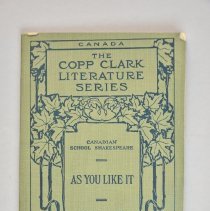 CANADA
THE
COPP CLARK
LITERATURE
SERIES
CANADIAN
SCHOOL SHAKESPEARE
AS YOU LIKE IT